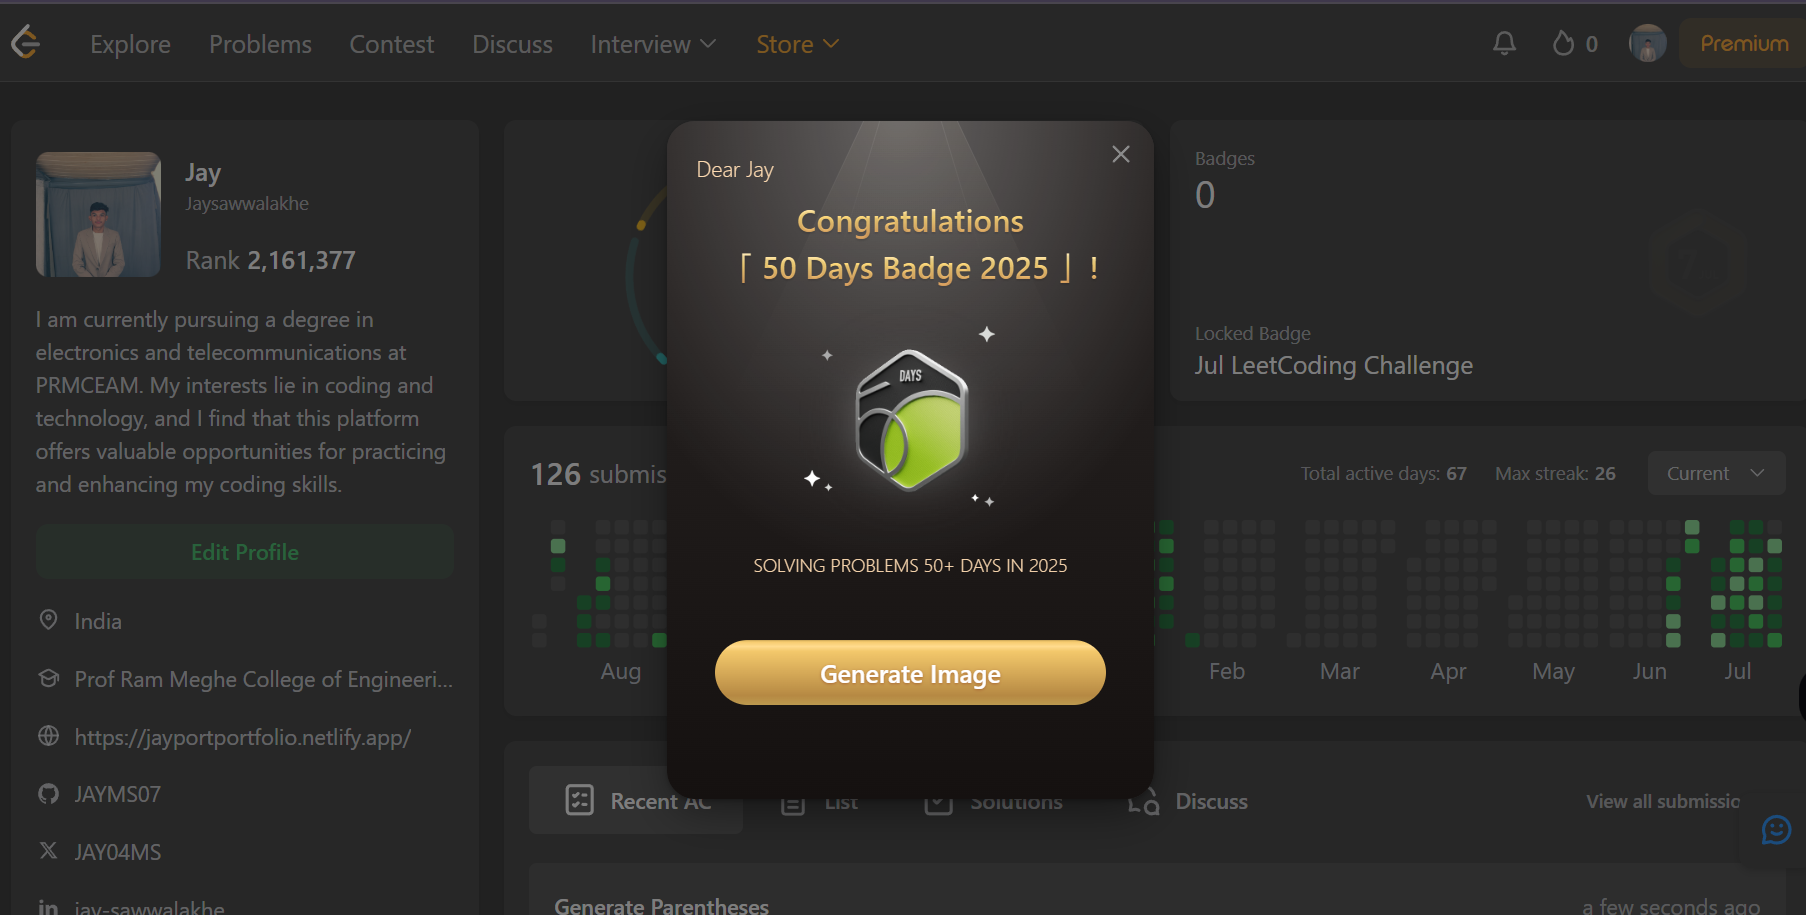 Explore Problems Contest Discuss Interview Store 0 Premium
Jay
Jaysawwalakhe
Rank 2,161,377
I am currently pursuing a degree in
electronics and telecommunications at
PRMCEAM. My interests lie in coding and
technology, and I find that this platform
offers valuable opportunities for practicing
and enhancing my coding skills.
Edit Profile
India
Prof Ram Meghe College of Engineeri...
https://jayportportfolio.netlify.app/
JAYMS07
JAY04MS
in jay-sawwalakhe
Dear Jay
Congratulations
「 50 Days Badge 2025 」 !
DAYS
SOLVING PROBLEMS 50+ DAYS IN 2025
Generate Image
Badges
0
Locked Badge
Jul LeetCoding Challenge
126 submis
Total active days: 67 Max streak: 26 Current
Aug Feb Mar Apr May Jun Jul
Recent AC List Solutions Discuss View all submissio
Generate Parentheses a few seconds ago